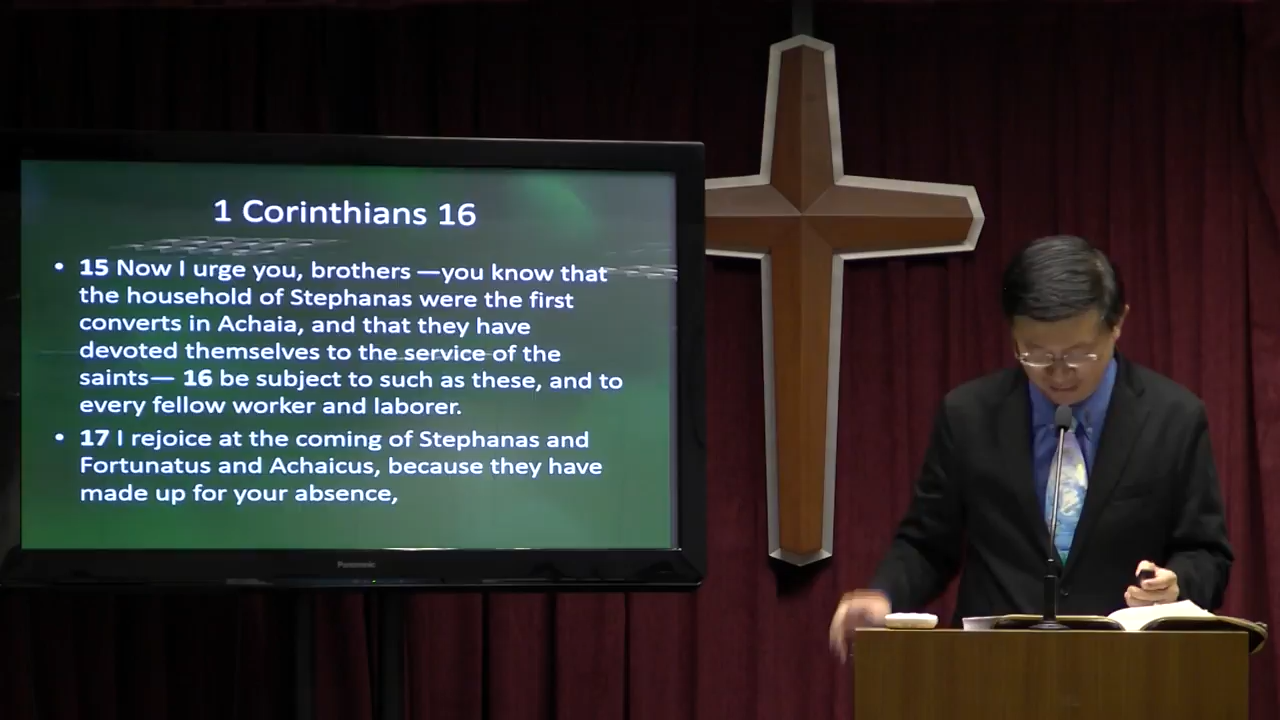 1 Corinthians 16
• 15 Now I urge you, brothers —you know that
the household of Stephanas were the first
converts in Achaia, and that they have
devoted themselves to the service of the
saints— 16 be subject to such as these, and to
every fellow worker and laborer.
• 17 I rejoice at the coming of Stephanas and
Fortunatus and Achaicus, because they have
made up for your absence,
Panasonic